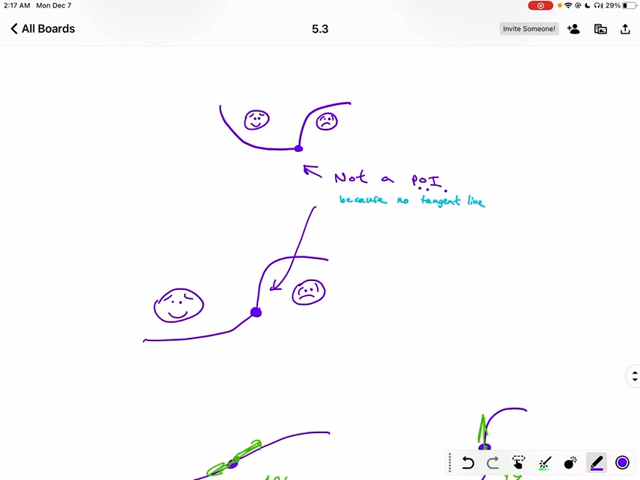 2:17 AM Mon Dec 7
29%
All Boards
5.3
Invite Someone!
Not a P.O.I.
because no tangent line